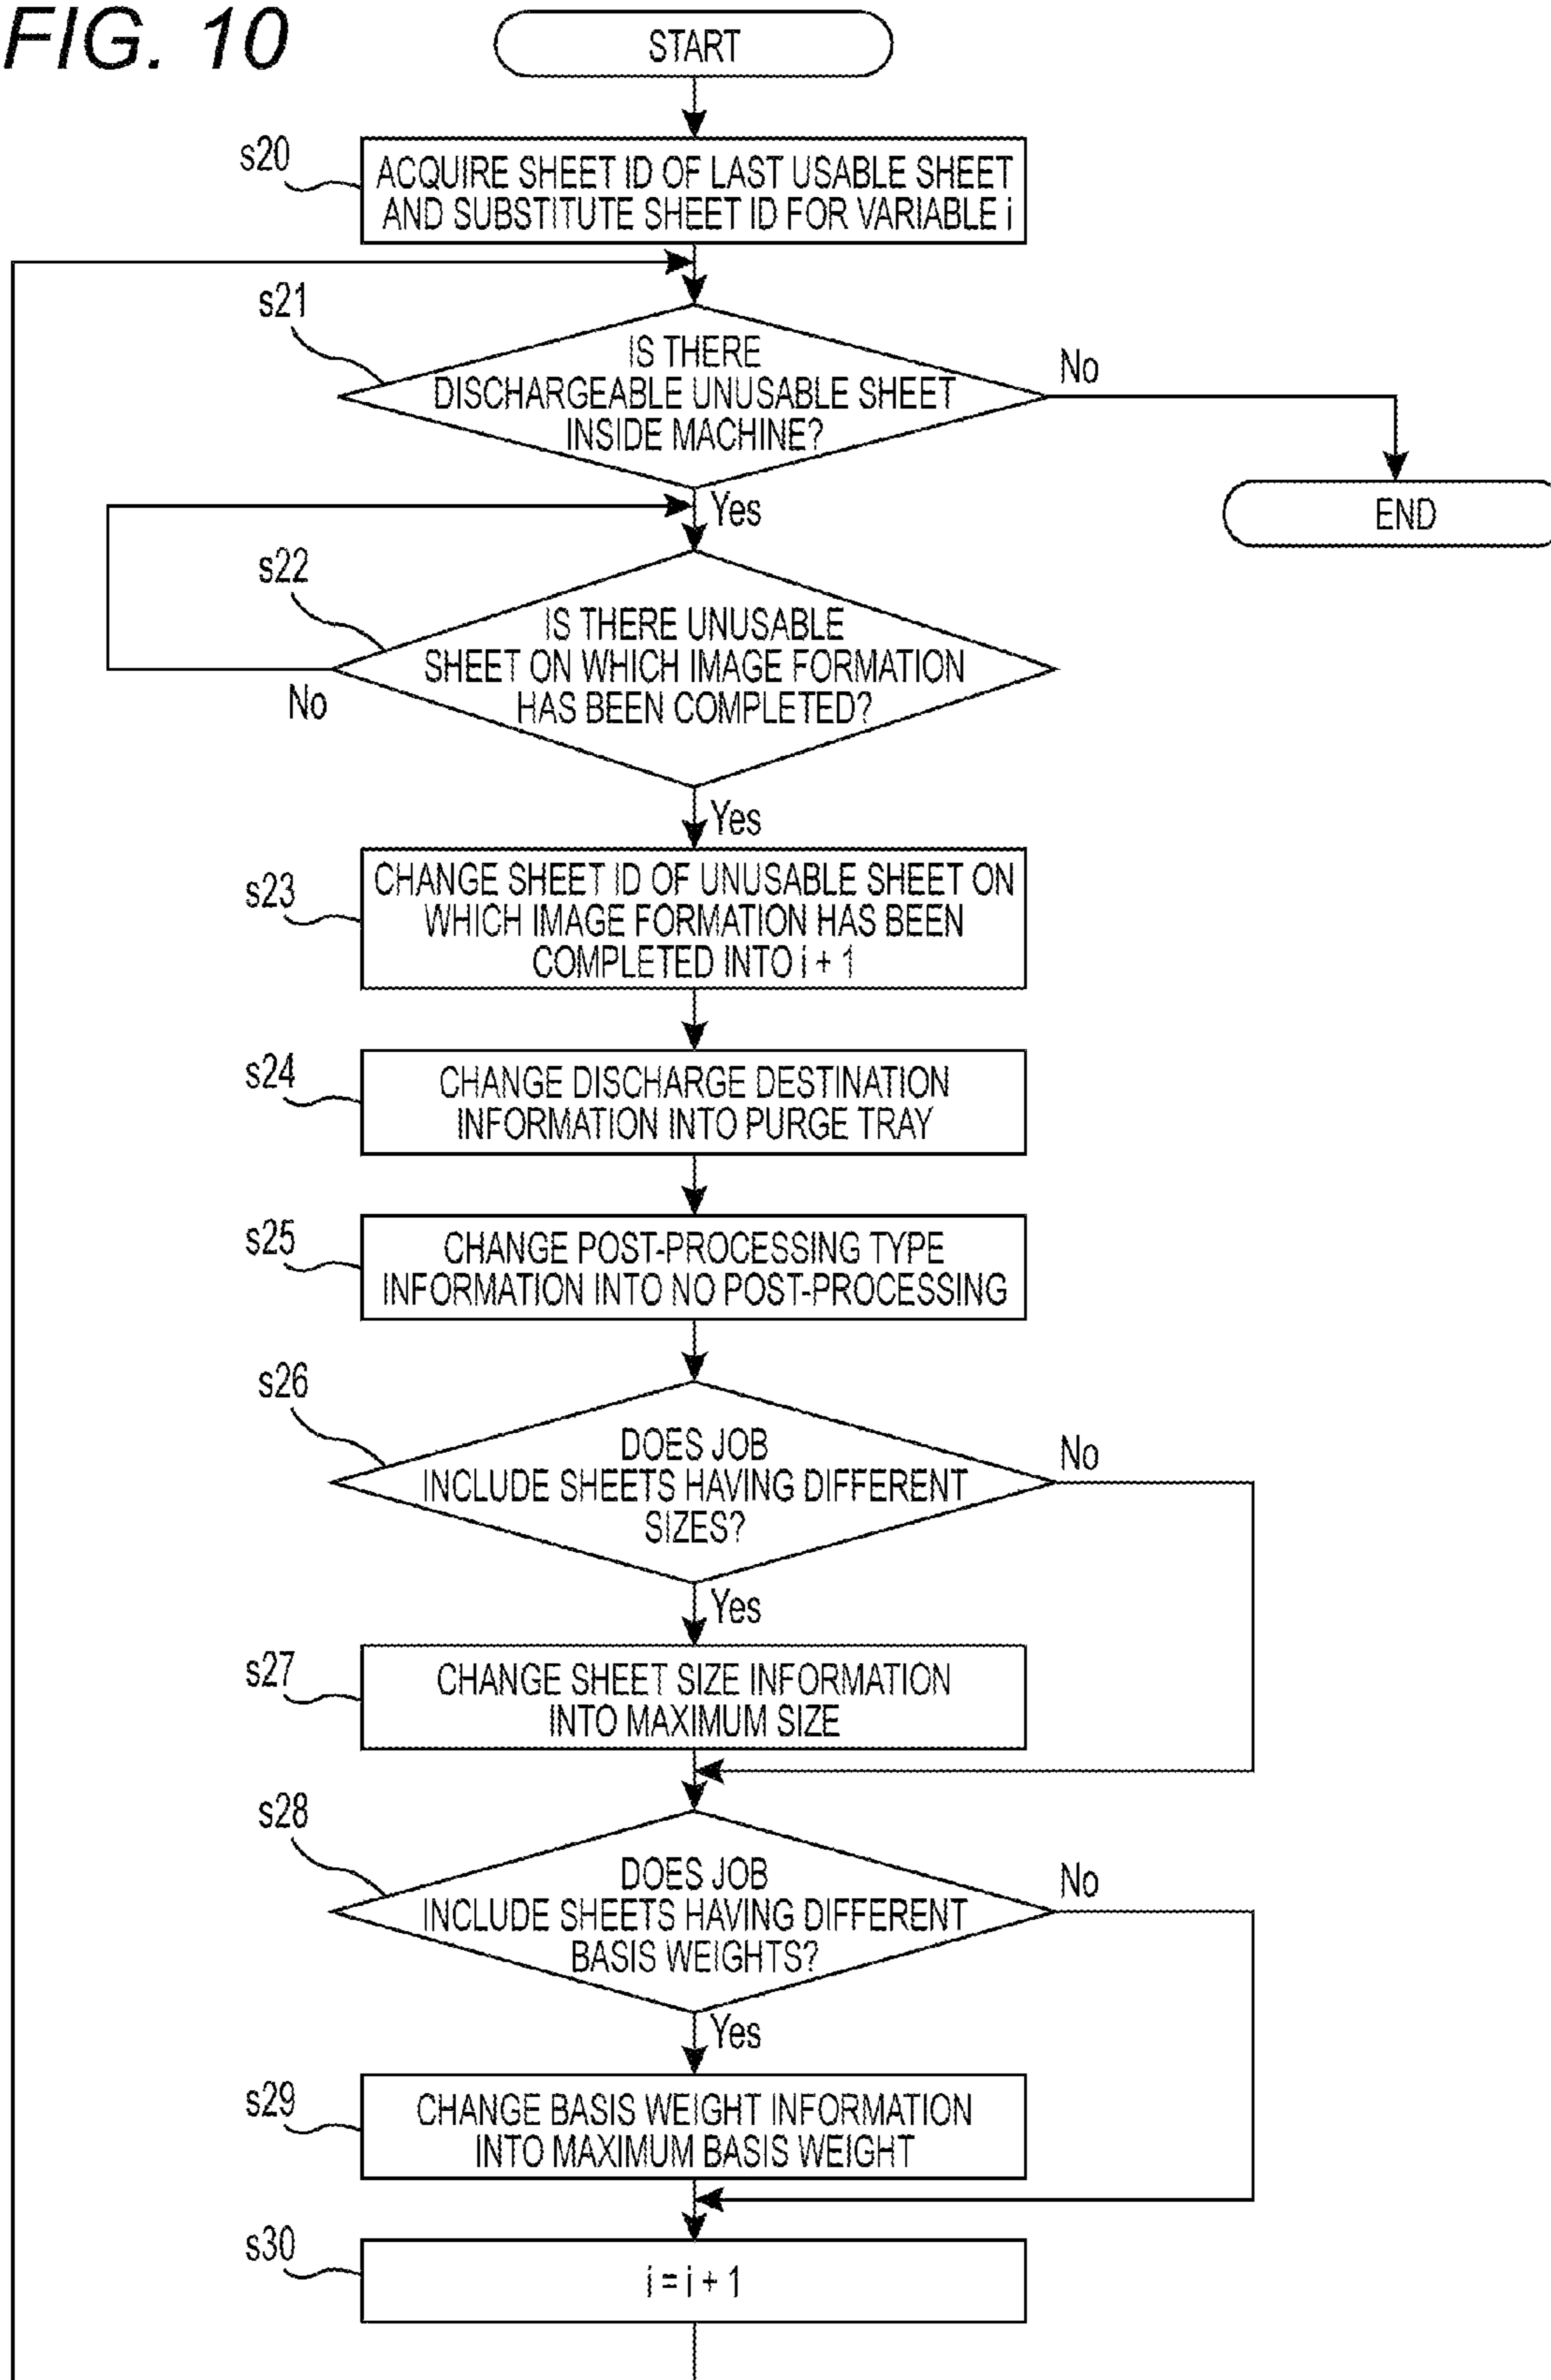 FIG. 10
START
s20
ACQUIRE SHEET ID OF LAST USABLE SHEET
AND SUBSTITUTE SHEET ID FOR VARIABLE i
s21
IS THERE
DISCHARGEABLE UNUSABLE SHEET
INSIDE MACHINE?
No
Yes
END
s22
IS THERE UNUSABLE
SHEET ON WHICH IMAGE FORMATION
HAS BEEN COMPLETED?
No
Yes
s23
CHANGE SHEET ID OF UNUSABLE SHEET ON
WHICH IMAGE FORMATION HAS BEEN
COMPLETED INTO i + 1
s24
CHANGE DISCHARGE DESTINATION
INFORMATION INTO PURGE TRAY
s25
CHANGE POST-PROCESSING TYPE
INFORMATION INTO NO POST-PROCESSING
s26
DOES JOB
INCLUDE SHEETS HAVING DIFFERENT
SIZES?
No
Yes
s27
CHANGE SHEET SIZE INFORMATION
INTO MAXIMUM SIZE
s28
DOES JOB
INCLUDE SHEETS HAVING DIFFERENT
BASIS WEIGHTS?
No
Yes
s29
CHANGE BASIS WEIGHT INFORMATION
INTO MAXIMUM BASIS WEIGHT
s30
i = i + 1